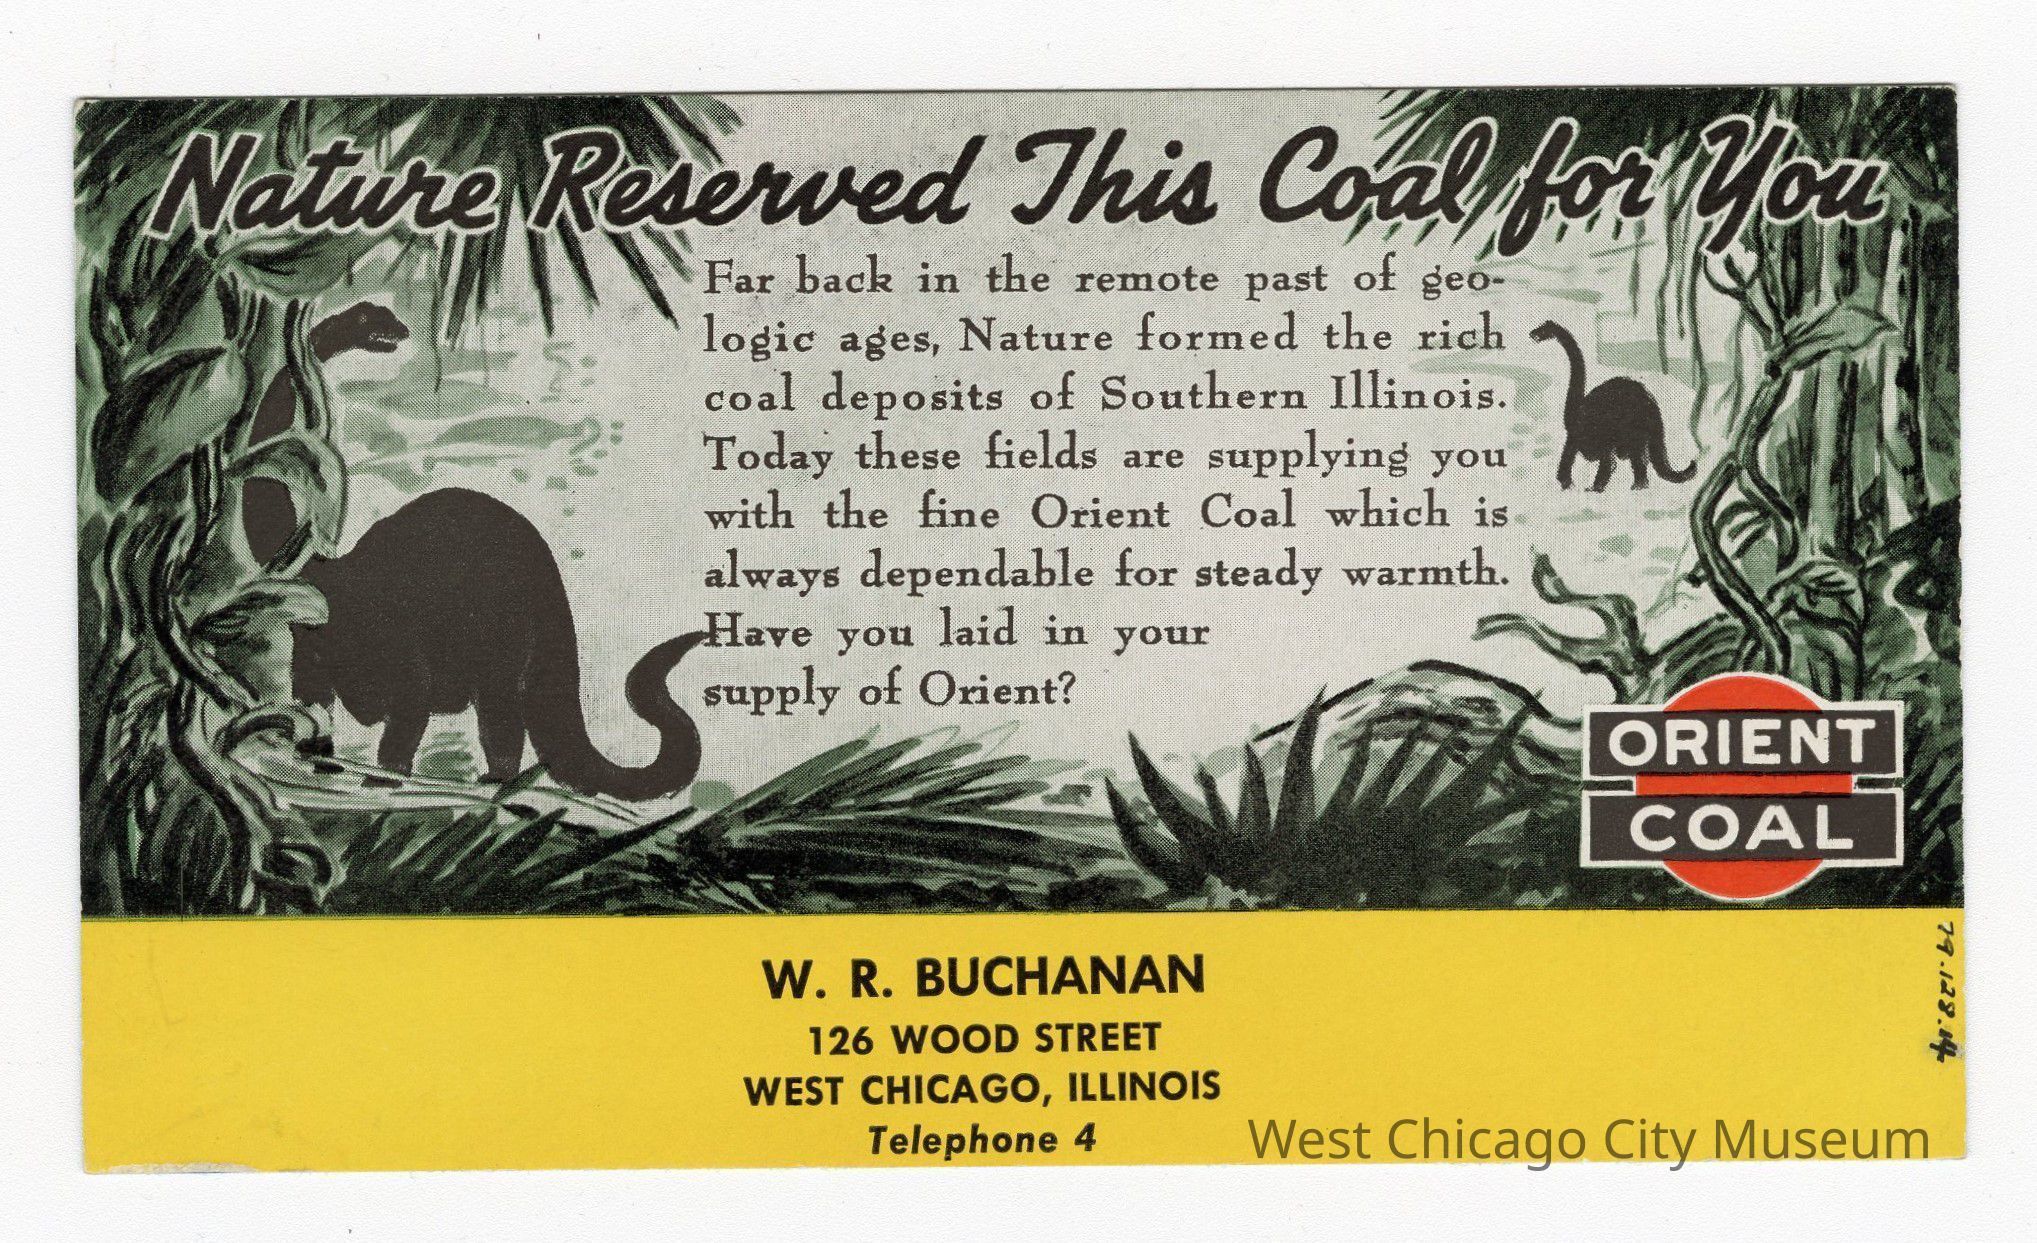 Nature Reserved This Coal for You
Far back in the remote past of geo-
logic ages, Nature formed the rich
coal deposits of Southern Illinois.
Today these fields are supplying you
with the fine Orient Coal which is
always dependable for steady warmth.
Have you laid in your
supply of Orient?
ORIENT
COAL
W. R. BUCHANAN
126 WOOD STREET
WEST CHICAGO, ILLINOIS
Telephone 4
79.128.14
West Chicago City Museum